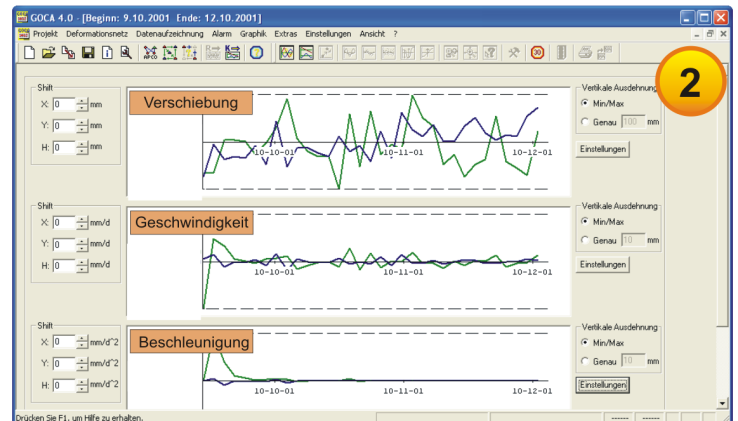 GOCA 4.0 - [Beginn: 9.10.2001 Ende: 12.10.2001]
Projekt Deformationsnetz Datenaufzeichnung Alarm Graphik Extras Einstellungen Ansicht ?
2
Shift
X: 0 mm
Y: 0 mm
H: 0 mm
Verschiebung
10-10-01 10-11-01 10-12-01
Vertikale Ausdehnung
Min/Max
Genau 100 mm
Einstellungen
Shift
X: 0 mm/d
Y: 0 mm/d
H: 0 mm/d
Geschwindigkeit
10-10-01 10-11-01 10-12-01
Vertikale Ausdehnung
Min/Max
Genau 10 mm
Einstellungen
Shift
X: 0 mm/d^2
Y: 0 mm/d^2
H: 0 mm/d^2
Beschleunigung
10-10-01 10-11-01 10-12-01
Vertikale Ausdehnung
Min/Max
Genau 10 mm
Einstellungen
Drücken Sie F1, um Hilfe zu erhalten. ------ ------